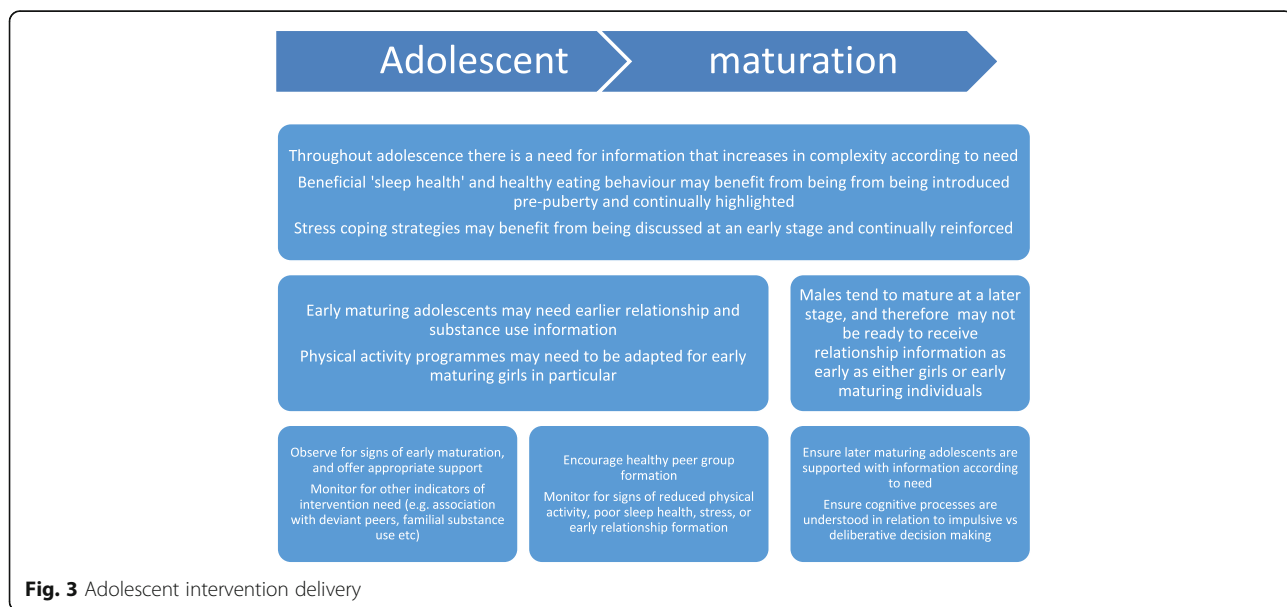 Adolescent maturation
Throughout adolescence there is a need for information that increases in complexity according to need
Beneficial 'sleep health' and healthy eating behaviour may benefit from being from being introduced
pre-puberty and continually highlighted
Stress coping strategies may benefit from being discussed at an early stage and continually reinforced
Early maturing adolescents may need earlier relationship and
substance use information
Physical activity programmes may need to be adapted for early
maturing girls in particular
Males tend to mature at a later
stage, and therefore may not
be ready to receive
relationship information as
early as either girls or early
maturing individuals
Observe for signs of early maturation,
and offer appropriate support
Monitor for other indicators of
intervention need (e.g. association
with deviant peers, familial substance
use etc)
Encourage healthy peer group
formation
Monitor for signs of reduced physical
activity, poor sleep health, stress, or
early relationship formation
Ensure later maturing adolescents are
supported with information according
to need
Ensure cognitive processes are
understood in relation to impulsive vs
deliberative decision making
Fig. 3 Adolescent intervention delivery